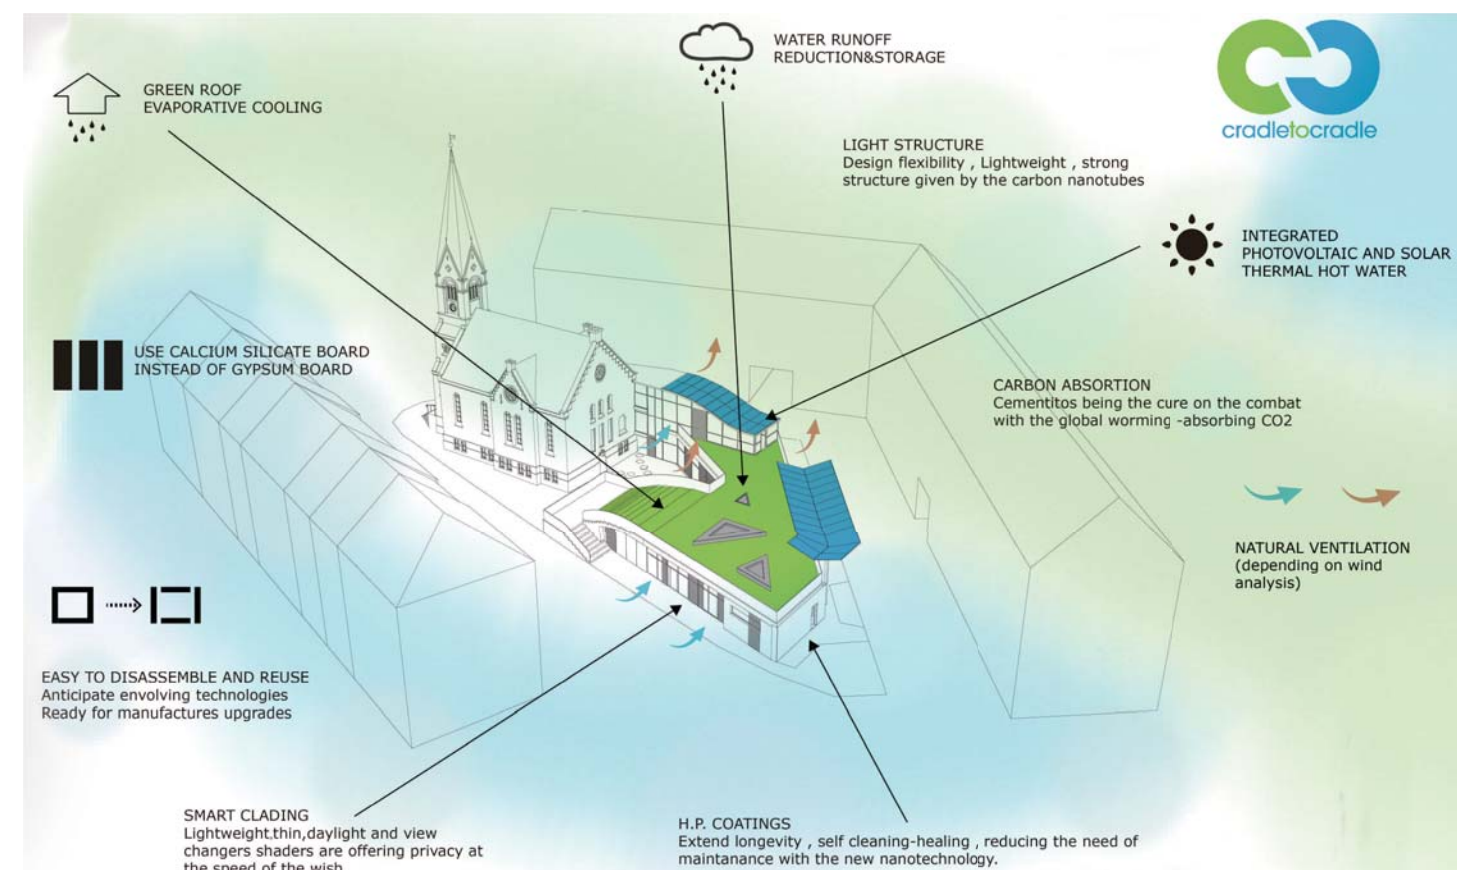 GREEN ROOF
EVAPORATIVE COOLING
WATER RUNOFF
REDUCTION&STORAGE
cradletocradle
LIGHT STRUCTURE
Design flexibility , Lightweight , strong
structure given by the carbon nanotubes
INTEGRATED
PHOTOVOLTAIC AND SOLAR
THERMAL HOT WATER
USE CALCIUM SILICATE BOARD
INSTEAD OF GYPSUM BOARD
CARBON ABSORTION
Cementitos being the cure on the combat
with the global worming -absorbing CO2
NATURAL VENTILATION
(depending on wind
analysis)
EASY TO DISASSEMBLE AND REUSE
Anticipate envolving technologies
Ready for manufactures upgrades
SMART CLADING
Lightweight,thin,daylight and view
changers shaders are offering privacy at
the speed of the wish
H.P. COATINGS
Extend longevity , self cleaning-healing , reducing the need of
maintanance with the new nanotechnology.